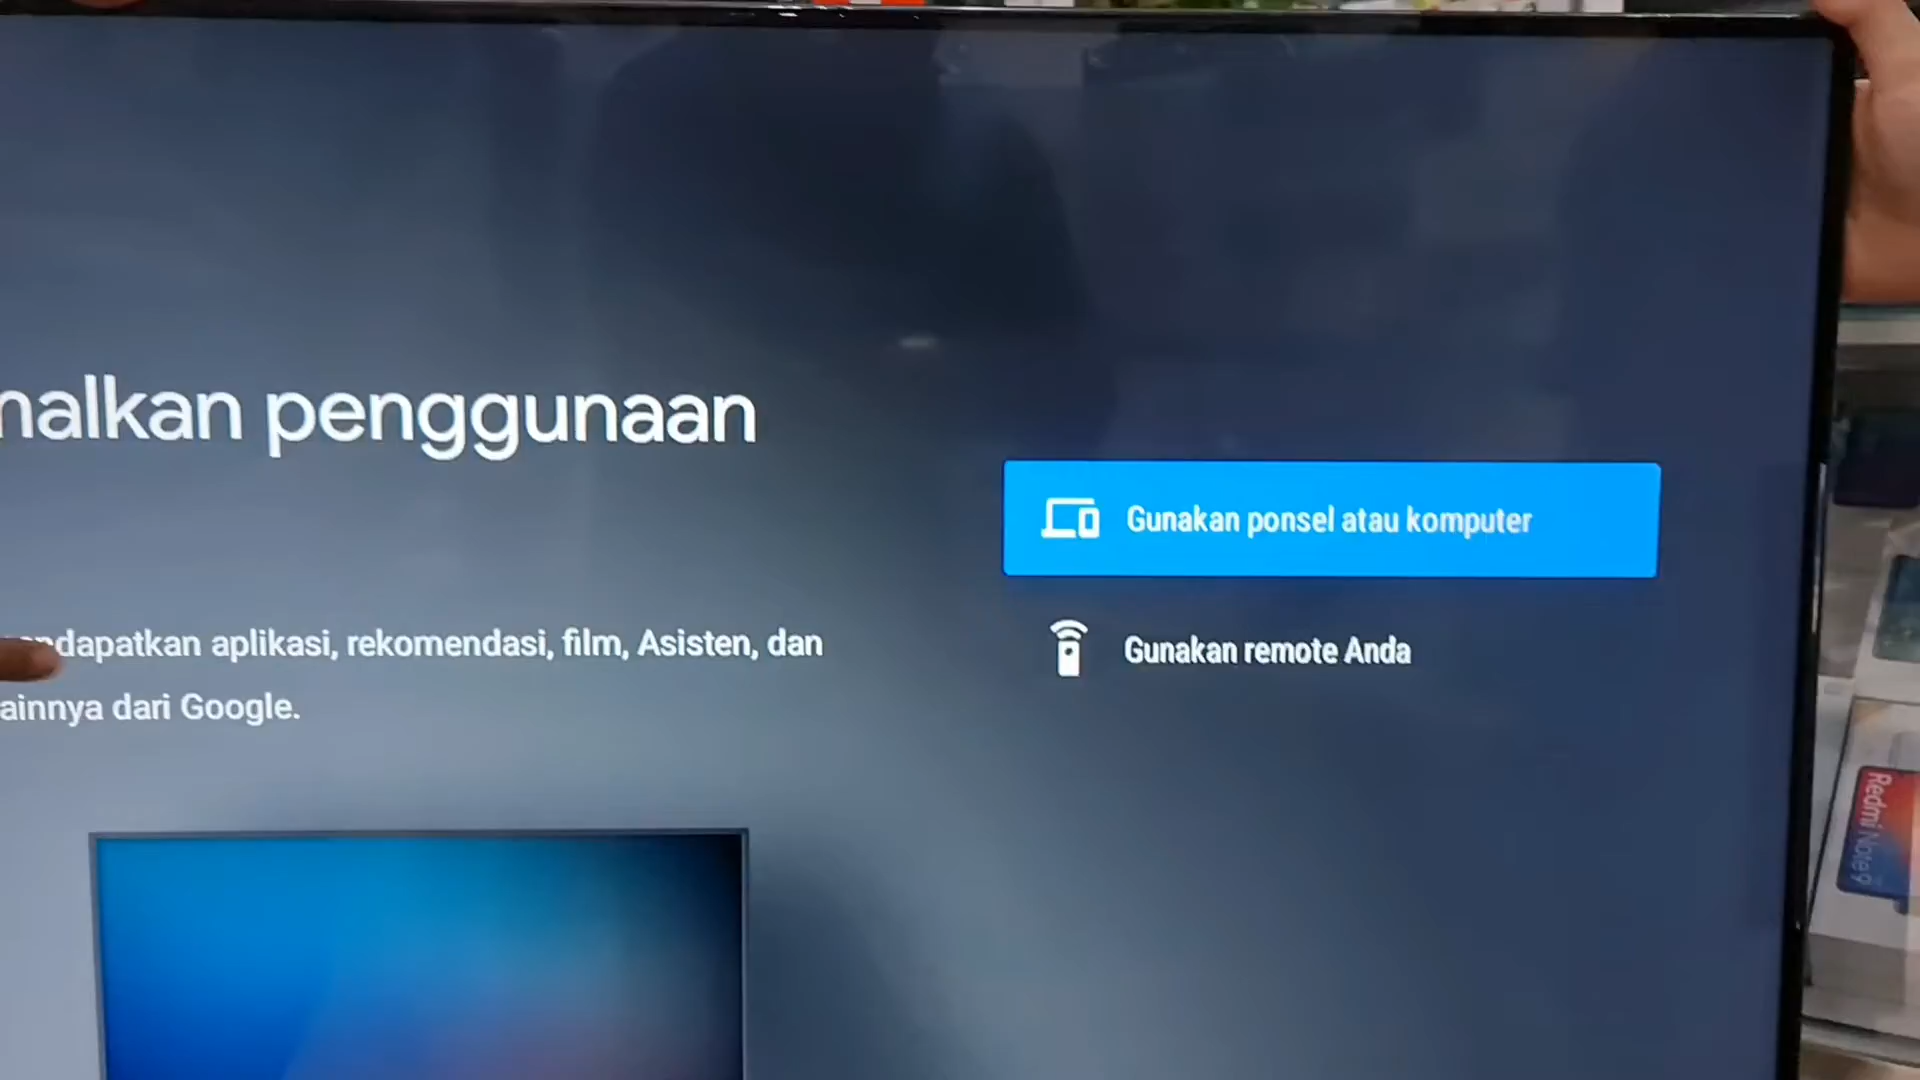 nalkan penggunaan
Gunakan ponsel atau komputer
ndapatkan aplikasi, rekomendasi, film, Asisten, dan
Gunakan remote Anda
ainnya dari Google.
Redmi Note 9